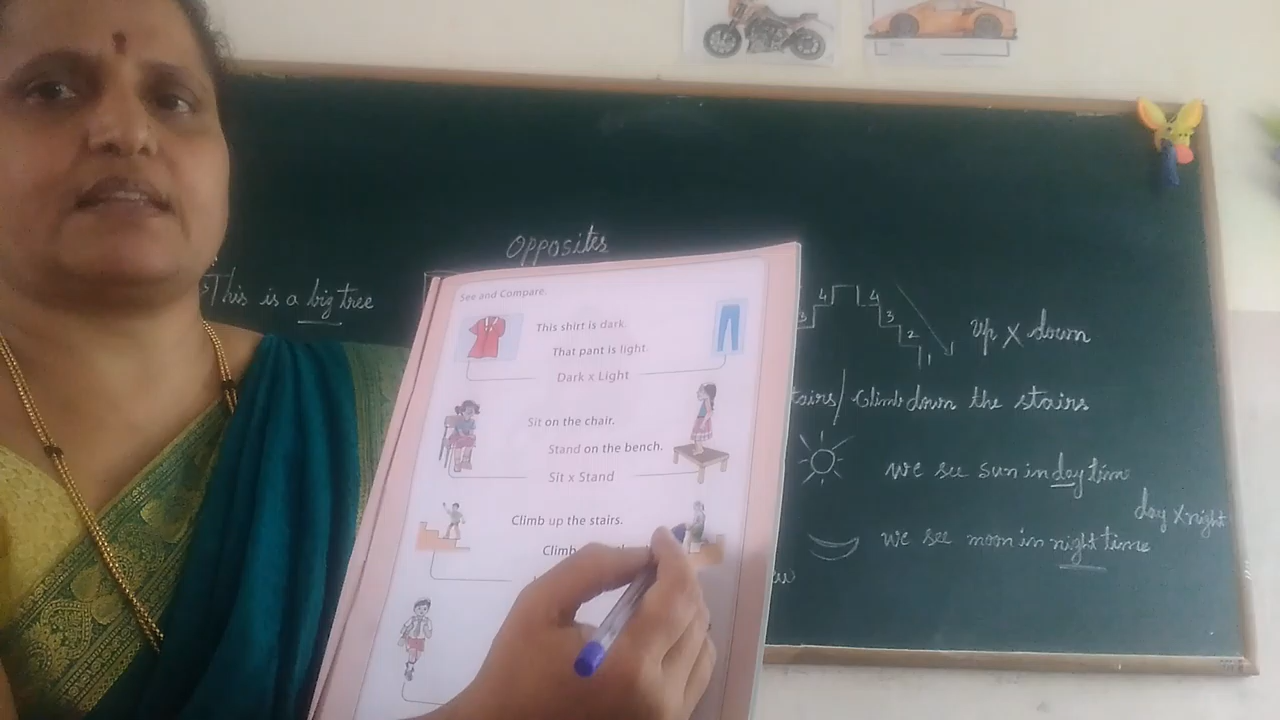 Opposites
This is a big tree
See and Compare.
This shirt is dark.
That pant is light.
Dark x Light
Sit on the chair.
Stand on the bench.
Sit x Stand
Climb up the stairs.
Climb
3 4 4 3 2 1
up X down
tairs/ Climb down the stairs
we see sun in day time
day X night
we see moon in night time